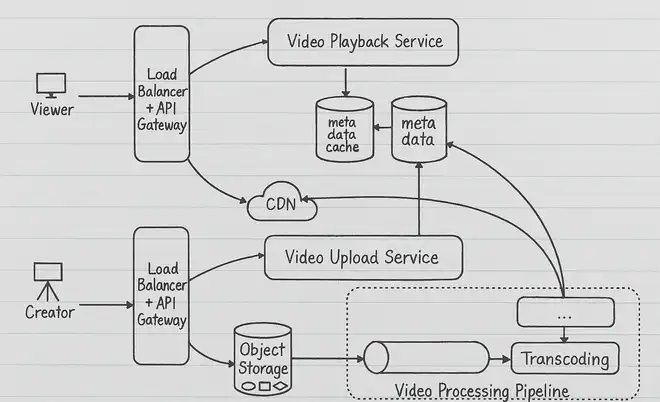 Viewer
Load
Balancer
+ API
Gateway
Video Playback Service
meta
data
cache
meta
data
CDN
Creator
Load
Balancer
+ API
Gateway
Video Upload Service
Object
Storage
...
Transcoding
Video Processing Pipeline